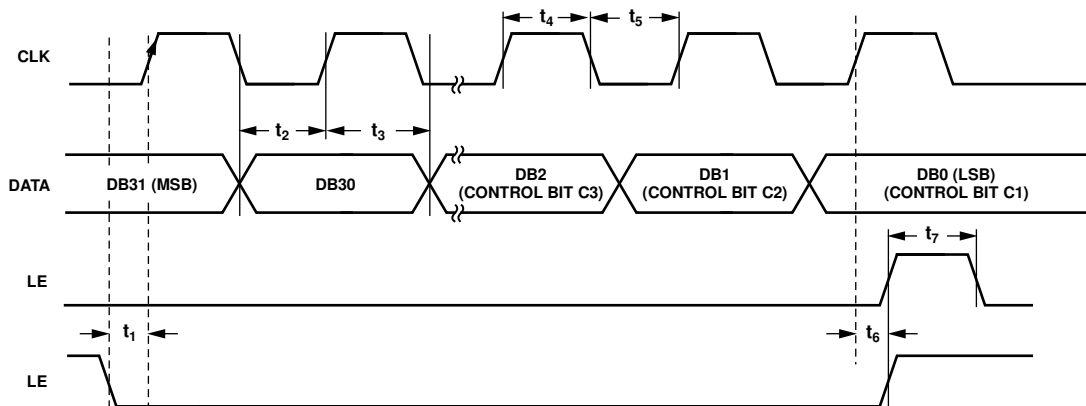 t4 t5
CLK
t2 t3
DATA DB31 (MSB) DB30 DB2 (CONTROL BIT C3) DB1 (CONTROL BIT C2) DB0 (LSB) (CONTROL BIT C1)
t7
LE
t1 t6
LE